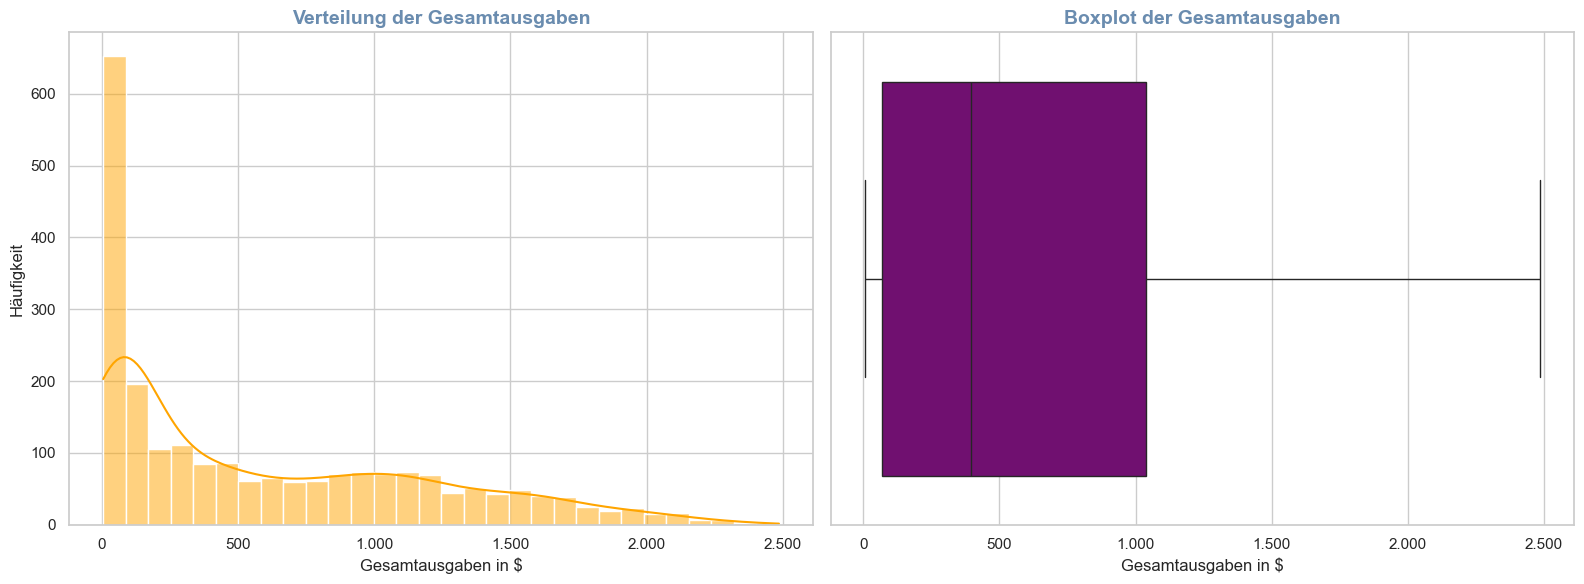 Verteilung der Gesamtausgaben
Häufigkeit
600
500
400
300
200
100
0
0 500 1.000 1.500 2.000 2.500
Gesamtausgaben in $
Boxplot der Gesamtausgaben
0 500 1.000 1.500 2.000 2.500
Gesamtausgaben in $